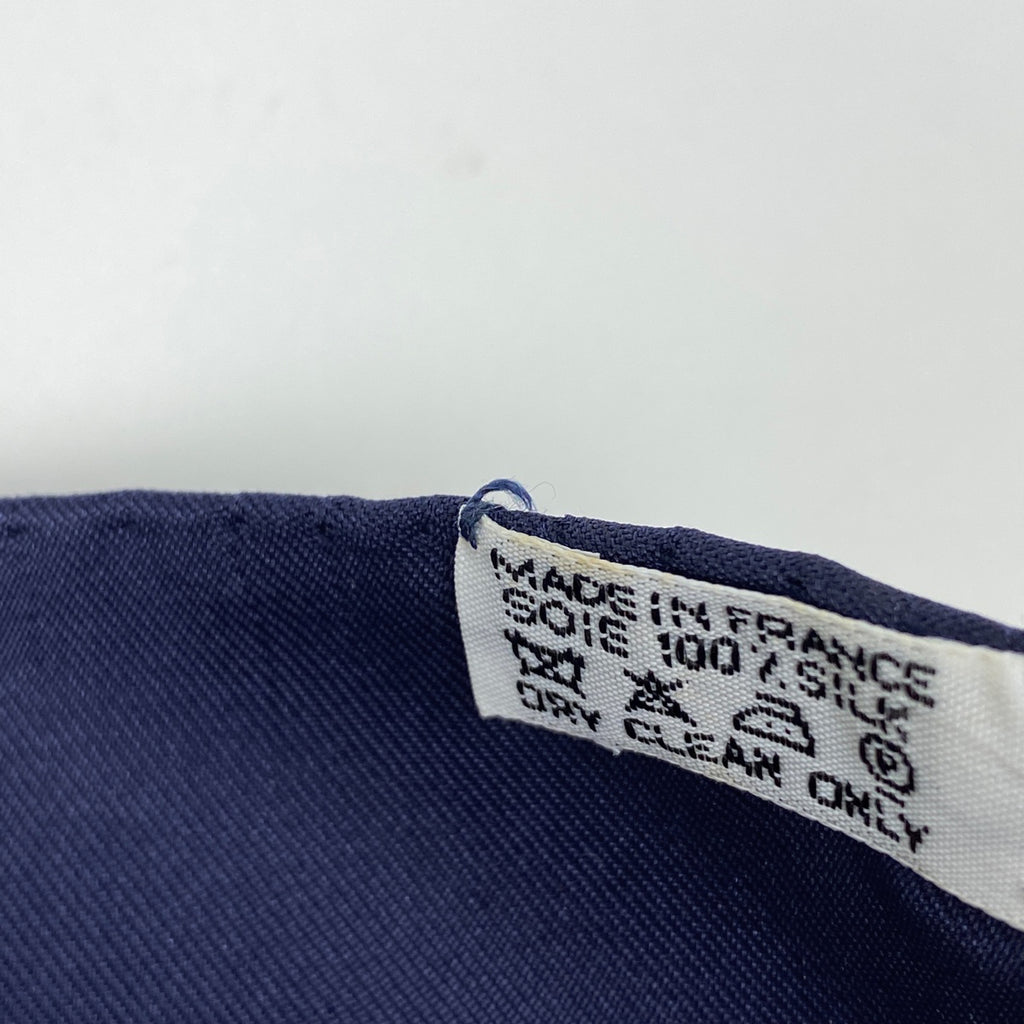 MADE IN FRANCE
SOIE 100% SILK
P
DRY CLEAN ONLY